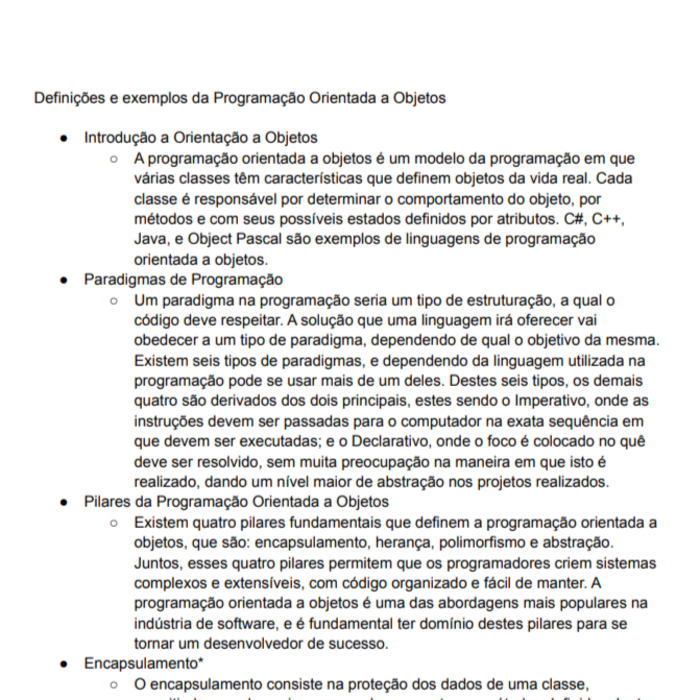 Definições e exemplos da Programação Orientada a Objetos
● Introdução a Orientação a Objetos
○ A programação orientada a objetos é um modelo da programação em que
várias classes têm características que definem objetos da vida real. Cada
classe é responsável por determinar o comportamento do objeto, por
métodos e com seus possíveis estados definidos por atributos. C#, C++,
Java, e Object Pascal são exemplos de linguagens de programação
orientada a objetos.
● Paradigmas de Programação
○ Um paradigma na programação seria um tipo de estruturação, a qual o
código deve respeitar. A solução que uma linguagem irá oferecer vai
obedecer a um tipo de paradigma, dependendo de qual o objetivo da mesma.
Existem seis tipos de paradigmas, e dependendo da linguagem utilizada na
programação pode se usar mais de um deles. Destes seis tipos, os demais
quatro são derivados dos dois principais, estes sendo o Imperativo, onde as
instruções devem ser passadas para o computador na exata sequência em
que devem ser executadas; e o Declarativo, onde o foco é colocado no quê
deve ser resolvido, sem muita preocupação na maneira em que isto é
realizado, dando um nível maior de abstração nos projetos realizados.
● Pilares da Programação Orientada a Objetos
○ Existem quatro pilares fundamentais que definem a programação orientada a
objetos, que são: encapsulamento, herança, polimorfismo e abstração.
Juntos, esses quatro pilares permitem que os programadores criem sistemas
complexos e extensíveis, com código organizado e fácil de manter. A
programação orientada a objetos é uma das abordagens mais populares na
indústria de software, e é fundamental ter domínio destes pilares para se
tornar um desenvolvedor de sucesso.
● Encapsulamento*
○ O encapsulamento consiste na proteção dos dados de uma classe,